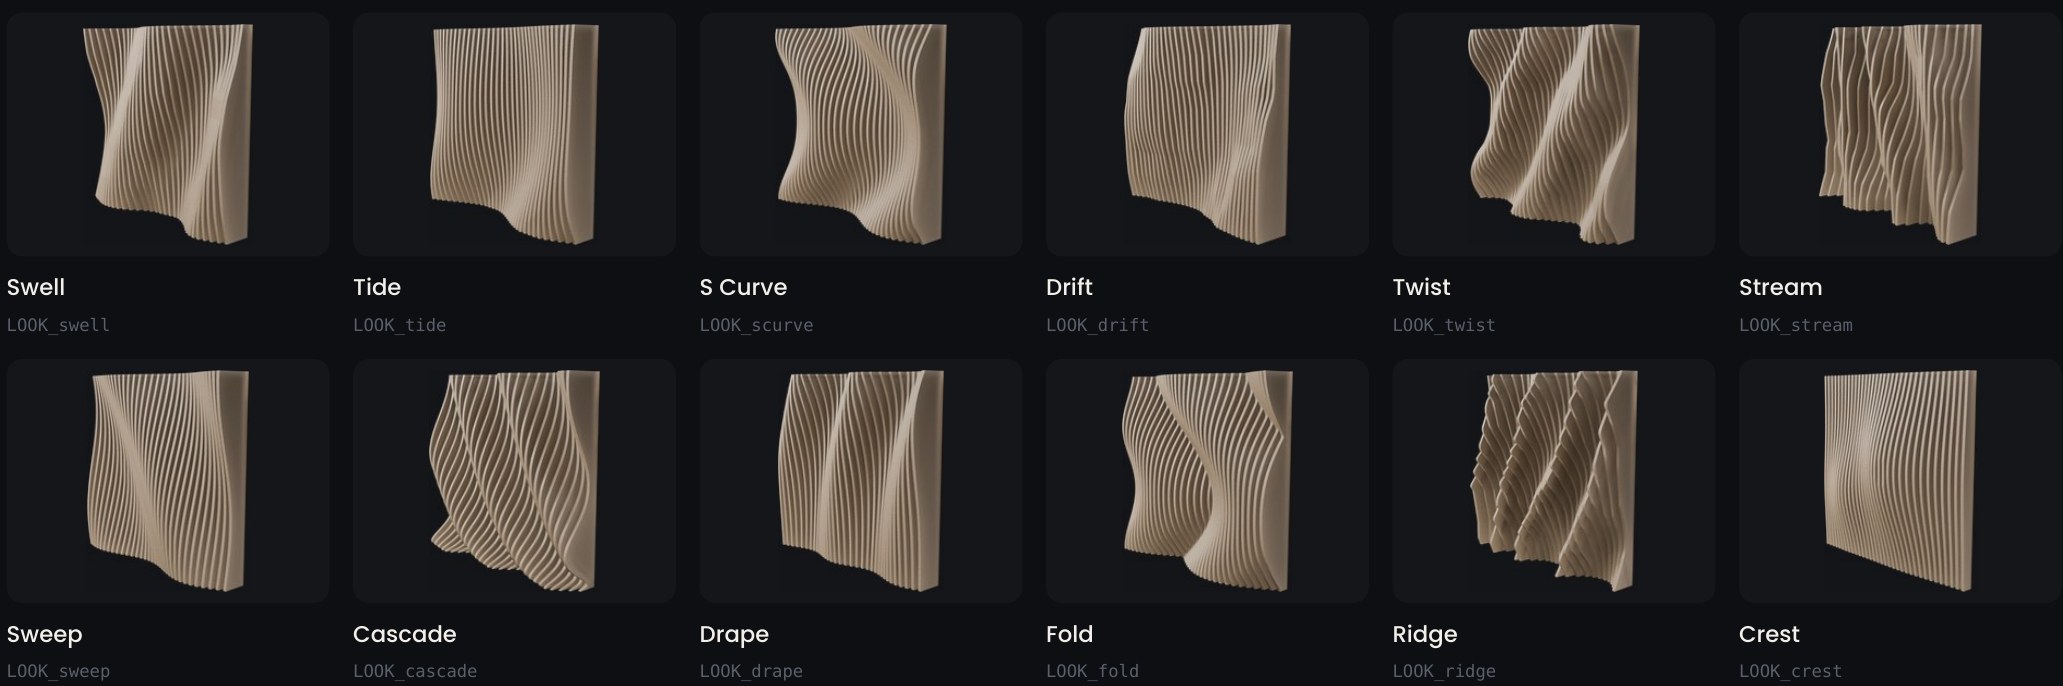 Swell
LOOK_swell
Tide
LOOK_tide
S Curve
LOOK_scurve
Drift
LOOK_drift
Twist
LOOK_twist
Stream
LOOK_stream
Sweep
LOOK_sweep
Cascade
LOOK_cascade
Drape
LOOK_drape
Fold
LOOK_fold
Ridge
LOOK_ridge
Crest
LOOK_crest